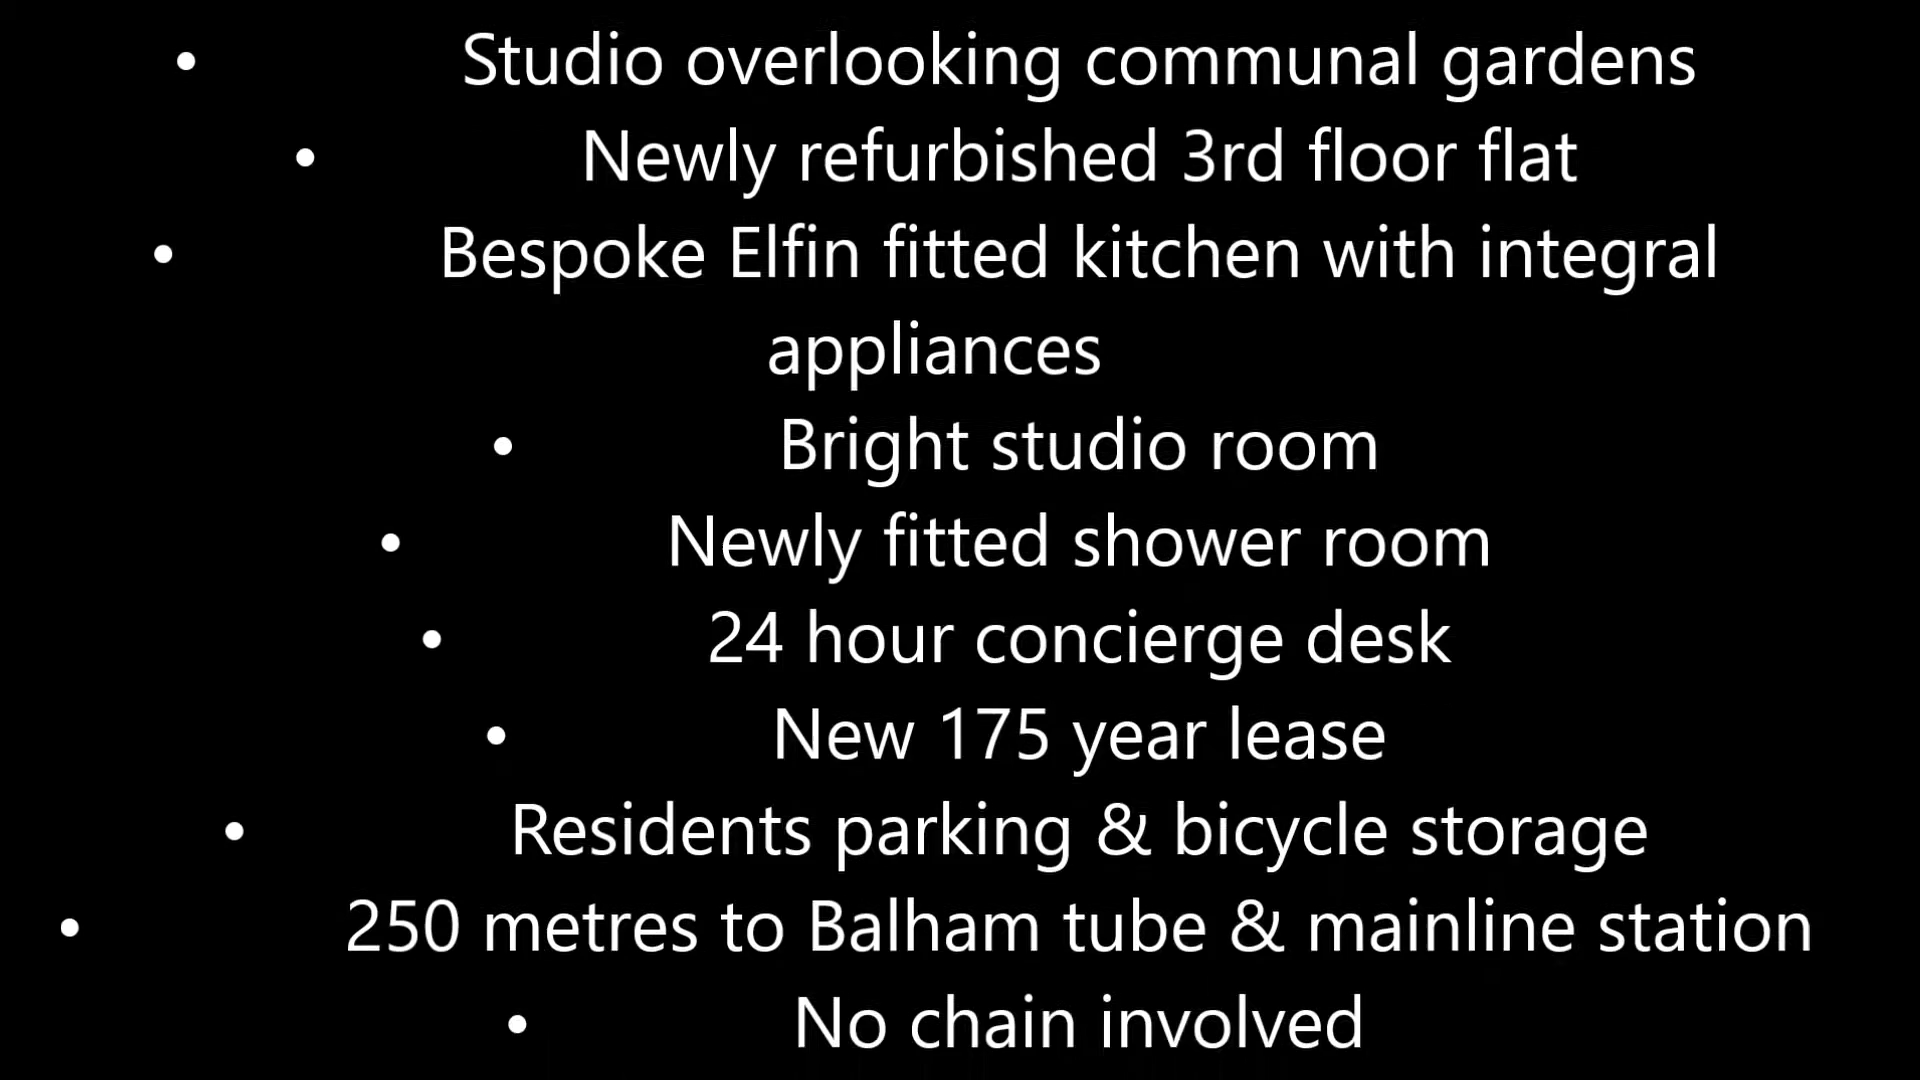 • Studio overlooking communal gardens
• Newly refurbished 3rd floor flat
• Bespoke Elfin fitted kitchen with integral
appliances
• Bright studio room
• Newly fitted shower room
• 24 hour concierge desk
• New 175 year lease
• Residents parking & bicycle storage
• 250 metres to Balham tube & mainline station
• No chain involved